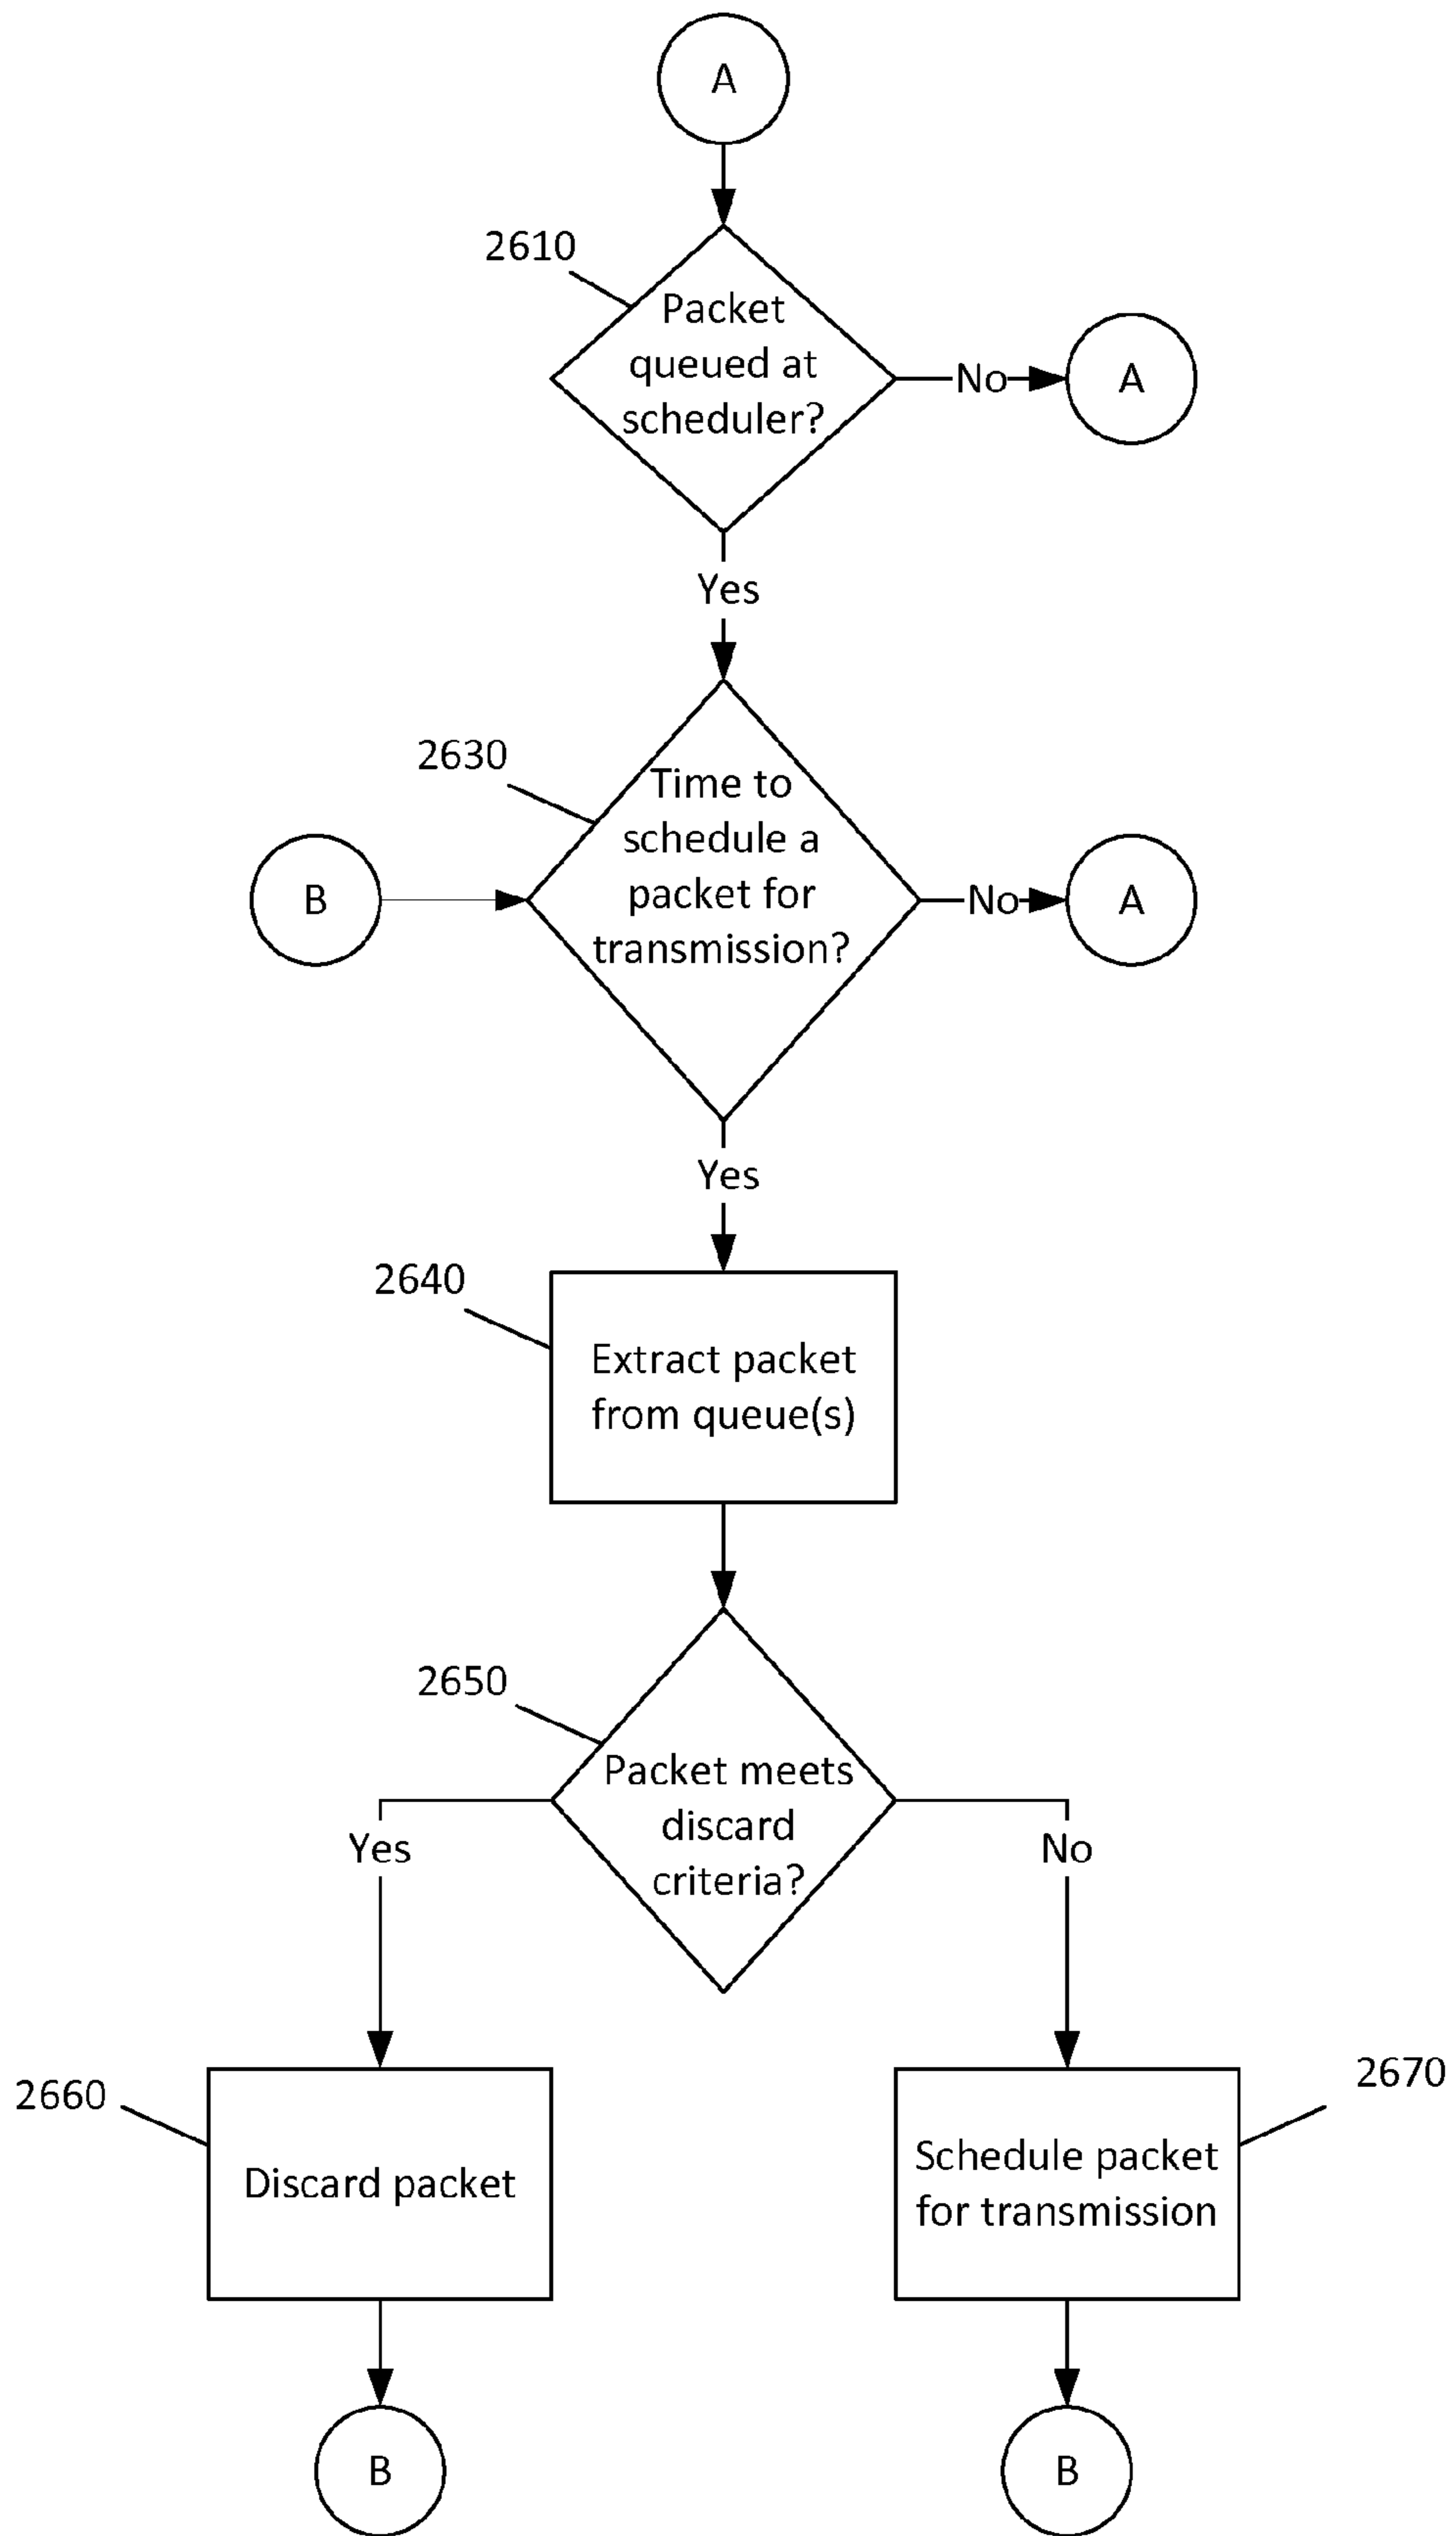 A
2610
Packet
queued at
scheduler?
No
A
Yes
2630
Time to
schedule a
packet for
transmission?
B
No
A
Yes
2640
Extract packet
from queue(s)
2650
Packet meets
discard
criteria?
Yes
No
2660
Discard packet
2670
Schedule packet
for transmission
B
B